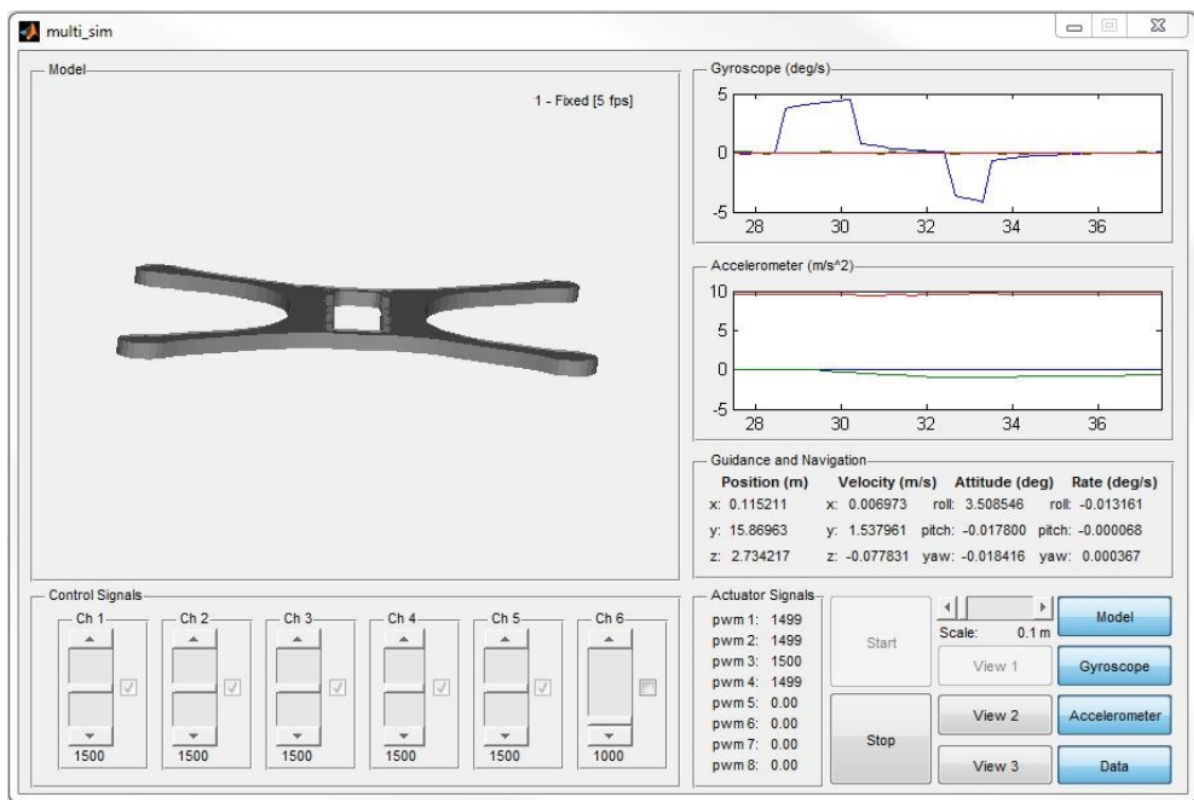 multi_sim
Model
1 - Fixed [5 fps]
Gyroscope (deg/s)
5
0
-5
28 30 32 34 36
Accelerometer (m/s^2)
10
5
0
-5
28 30 32 34 36
Guidance and Navigation
Position (m) Velocity (m/s) Attitude (deg) Rate (deg/s)
x: 0.115211 x: 0.006973 roll: 3.508546 roll: -0.013161
y: 15.86963 y: 1.537961 pitch: -0.017800 pitch: -0.000068
z: 2.734217 z: -0.077831 yaw: -0.018416 yaw: 0.000367
Control Signals
Ch 1 Ch 2 Ch 3 Ch 4 Ch 5 Ch 6
1500 1500 1500 1500 1500 1000
Actuator Signals
pwm 1: 1499
pwm 2: 1499
pwm 3: 1500
pwm 4: 1499
pwm 5: 0.00
pwm 6: 0.00
pwm 7: 0.00
pwm 8: 0.00
Start
Stop
Scale: 0.1 m
View 1
View 2
View 3
Model
Gyroscope
Accelerometer
Data